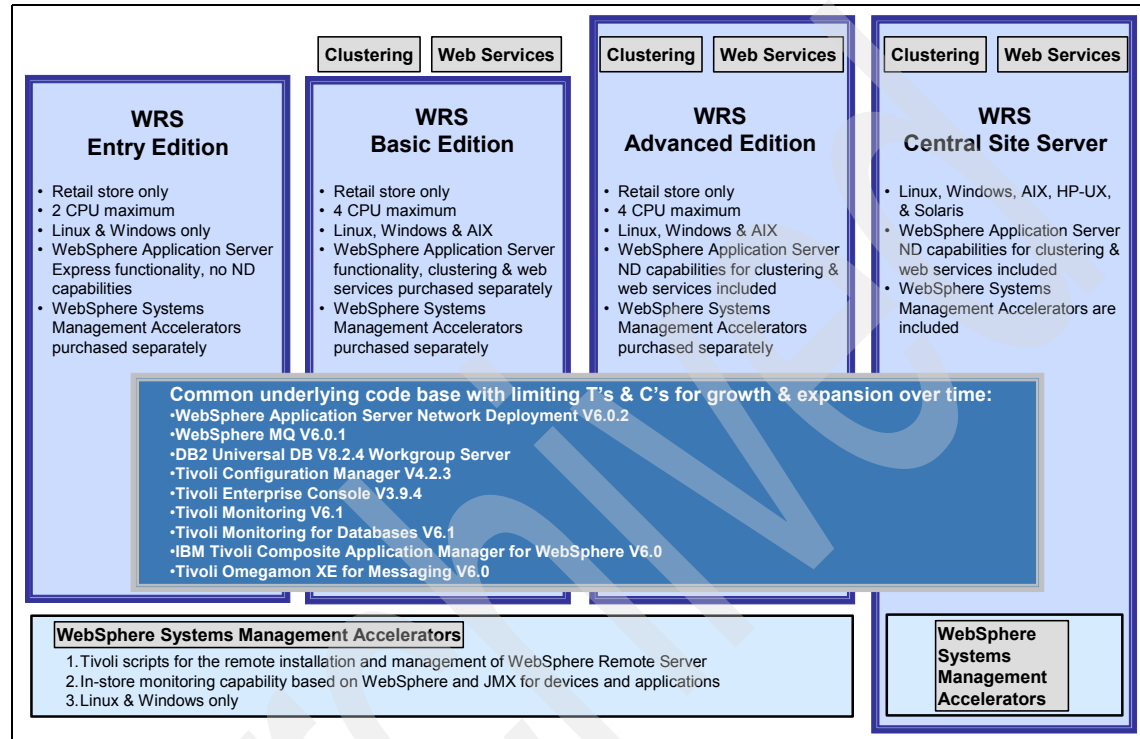 Clustering Web Services
Clustering Web Services
Clustering Web Services
WRS
Entry Edition
• Retail store only
• 2 CPU maximum
• Linux & Windows only
• WebSphere Application Server
Express functionality, no ND
capabilities
• WebSphere Systems
Management Accelerators
purchased separately
WRS
Basic Edition
• Retail store only
• 4 CPU maximum
• Linux, Windows & AIX
• WebSphere Application Server
functionality, clustering & web
services purchased separately
• WebSphere Systems
Management Accelerators
purchased separately
WRS
Advanced Edition
• Retail store only
• 4 CPU maximum
• Linux, Windows & AIX
• WebSphere Application Server
ND capabilities for clustering &
web services included
• WebSphere Systems
Management Accelerators
purchased separately
WRS
Central Site Server
• Linux, Windows, AIX, HP-UX,
& Solaris
• WebSphere Application Server
ND capabilities for clustering &
web services included
• WebSphere Systems
Management Accelerators are
included
Common underlying code base with limiting T's & C's for growth & expansion over time:
•WebSphere Application Server Network Deployment V6.0.2
•WebSphere MQ V6.0.1
•DB2 Universal DB V8.2.4 Workgroup Server
•Tivoli Configuration Manager V4.2.3
•Tivoli Enterprise Console V3.9.4
•Tivoli Monitoring V6.1
•Tivoli Monitoring for Databases V6.1
•IBM Tivoli Composite Application Manager for WebSphere V6.0
•Tivoli Omegamon XE for Messaging V6.0
WebSphere Systems Management Accelerators
1.Tivoli scripts for the remote installation and management of WebSphere Remote Server
2.In-store monitoring capability based on WebSphere and JMX for devices and applications
3.Linux & Windows only
WebSphere
Systems
Management
Accelerators